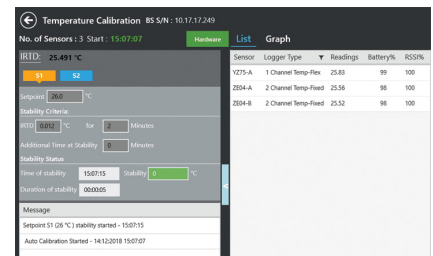 Temperature Calibration BS S/N : 10.17.17.249
No. of Sensors : 3 Start : 15:07:07 Hardware
IRTD: 25.491 °C
S1 S2
Setpoint 26.0 °C
Stability Criteria:
IRTD 0.012 °C for 2 Minutes
Additional Time at Stability 0 Minutes
Stability Status
Time of stability 15:07:15 Stability 0 °C
Duration of stability 00:00:05
Message
Setpoint S1 (26 °C ) stability started - 15:07:15
Auto Calibration Started - 14:12:2018 15:07:07
<
List Graph
Sensor Logger Type Readings Battery% RSSI%
YZ75-A 1 Channel Temp-Flex 25.83 99 100
ZE04-A 2 Channel Temp-Fixed 25.56 98 100
ZE04-B 2 Channel Temp-Fixed 25.52 98 100